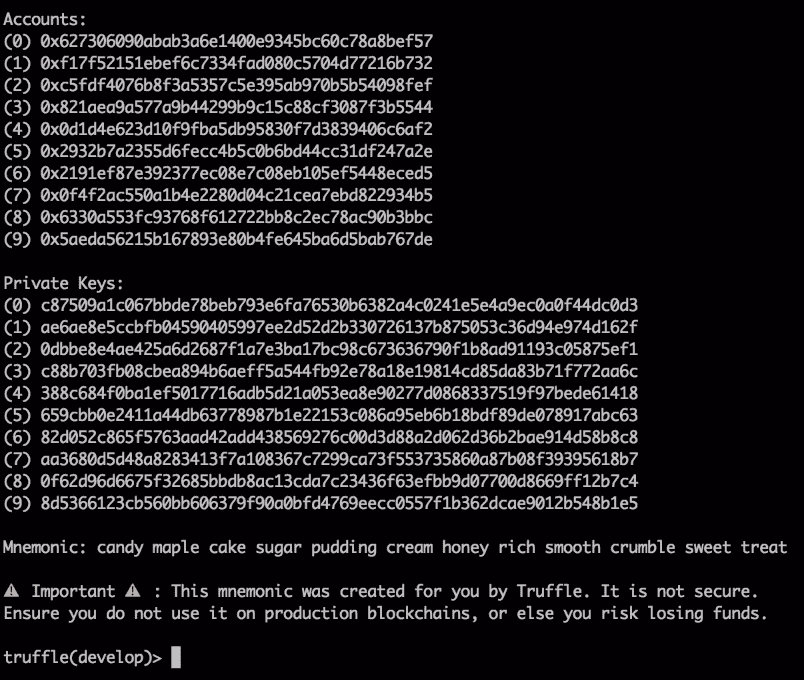 Accounts:
(0) 0x627306090abab3a6e1400e9345bc60c78a8bef57
(1) 0xf17f52151ebef6c7334fad080c5704d77216b732
(2) 0xc5fdf4076b8f3a5357c5e395ab970b5b54098fef
(3) 0x821aea9a577a9b44299b9c15c88cf3087f3b5544
(4) 0x0d1d4e623d10f9fba5db95830f7d3839406c6af2
(5) 0x2932b7a2355d6fecc4b5c0b6bd44cc31df247a2e
(6) 0x2191ef87e392377ec08e7c08eb105ef5448eced5
(7) 0x0f4f2ac550a1b4e2280d04c21cea7ebd822934b5
(8) 0x6330a553fc93768f612722bb8c2ec78ac90b3bbc
(9) 0x5aeda56215b167893e80b4fe645ba6d5bab767de
Private Keys:
(0) c87509a1c067bbde78beb793e6fa76530b6382a4c0241e5e4a9ec0a0f44dc0d3
(1) ae6ae8e5ccbfb04590405997ee2d52d2b330726137b875053c36d94e974d162f
(2) 0dbbe8e4ae425a6d2687f1a7e3ba17bc98c673636790f1b8ad91193c05875ef1
(3) c88b703fb08cbea894b6aeff5a544fb92e78a18e19814cd85da83b71f772aa6c
(4) 388c684f0ba1ef5017716adb5d21a053ea8e90277d0868337519f97bede61418
(5) 659cbb0e2411a44db63778987b1e22153c086a95eb6b18bdf89de078917abc63
(6) 82d052c865f5763aad42add438569276c00d3d88a2d062d36b2bae914d58b8c8
(7) aa3680d5d48a8283413f7a108367c7299ca73f553735860a87b08f39395618b7
(8) 0f62d96d6675f32685bbdb8ac13cda7c23436f63efbb9d07700d8669ff12b7c4
(9) 8d5366123cb560bb606379f90a0bfd4769eecc0557f1b362dcae9012b548b1e5
Mnemonic: candy maple cake sugar pudding cream honey rich smooth crumble sweet treat
⚠ Important ⚠ : This mnemonic was created for you by Truffle. It is not secure.
Ensure you do not use it on production blockchains, or else you risk losing funds.
truffle(develop)>